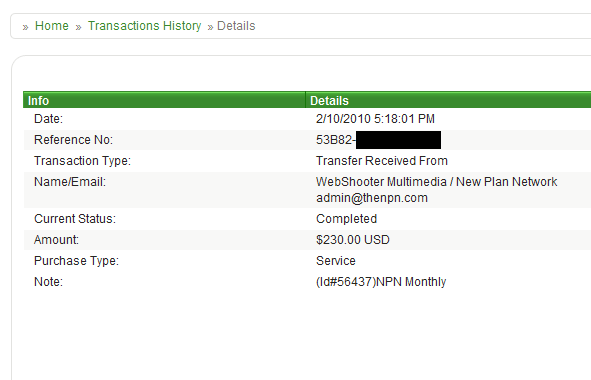 » Home » Transactions History » Details
Info Details
Date: 2/10/2010 5:18:01 PM
Reference No: 53B82-
Transaction Type: Transfer Received From
Name/Email: WebShooter Multimedia / New Plan Network
admin@thenpn.com
Current Status: Completed
Amount: $230.00 USD
Purchase Type: Service
Note: (Id#56437)NPN Monthly